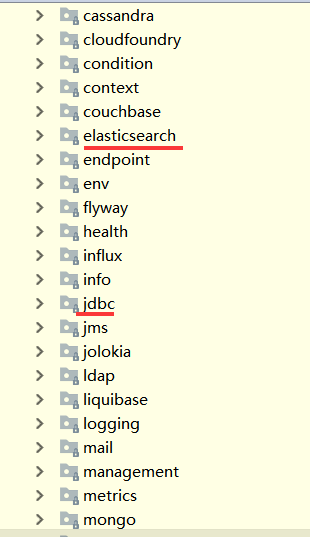 cassandra
cloudfoundry
condition
context
couchbase
elasticsearch
endpoint
env
flyway
health
influx
info
jdbc
jms
jolokia
ldap
liquibase
logging
mail
management
metrics
mongo